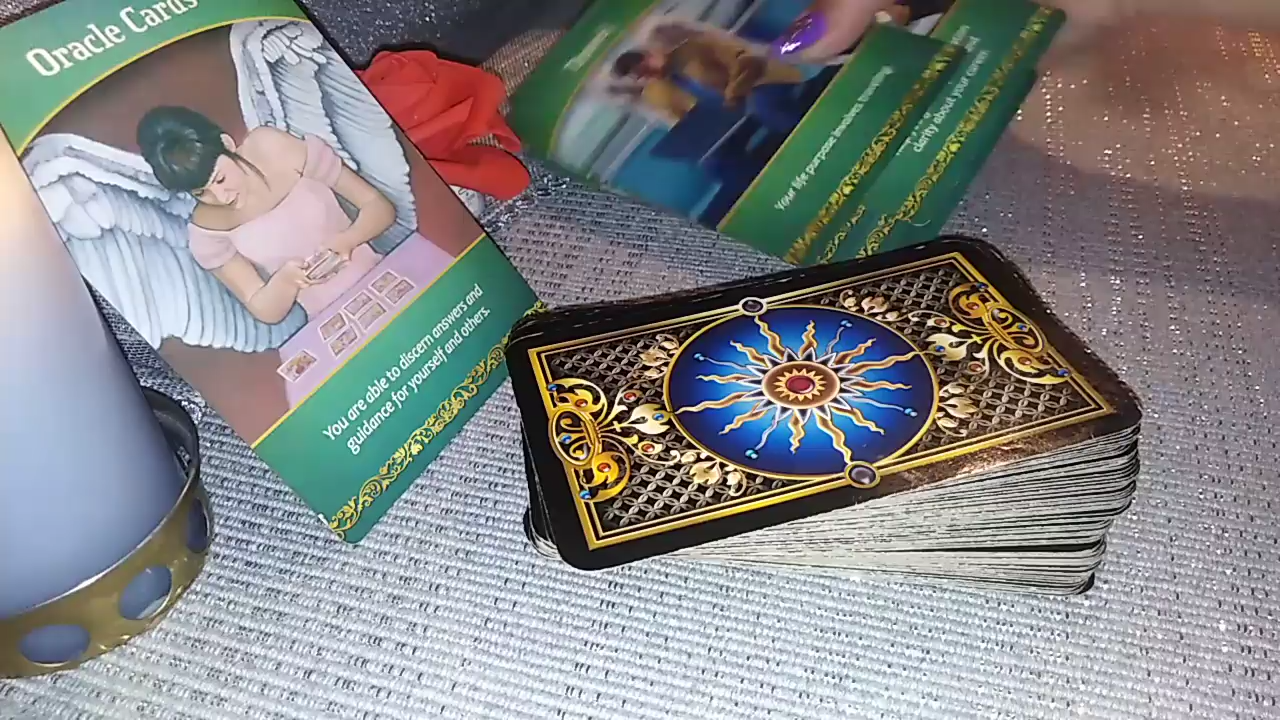 Oracle Cards
You are able to discern answers and
guidance for yourself and others.
Your life purpose involves
clarity about your career